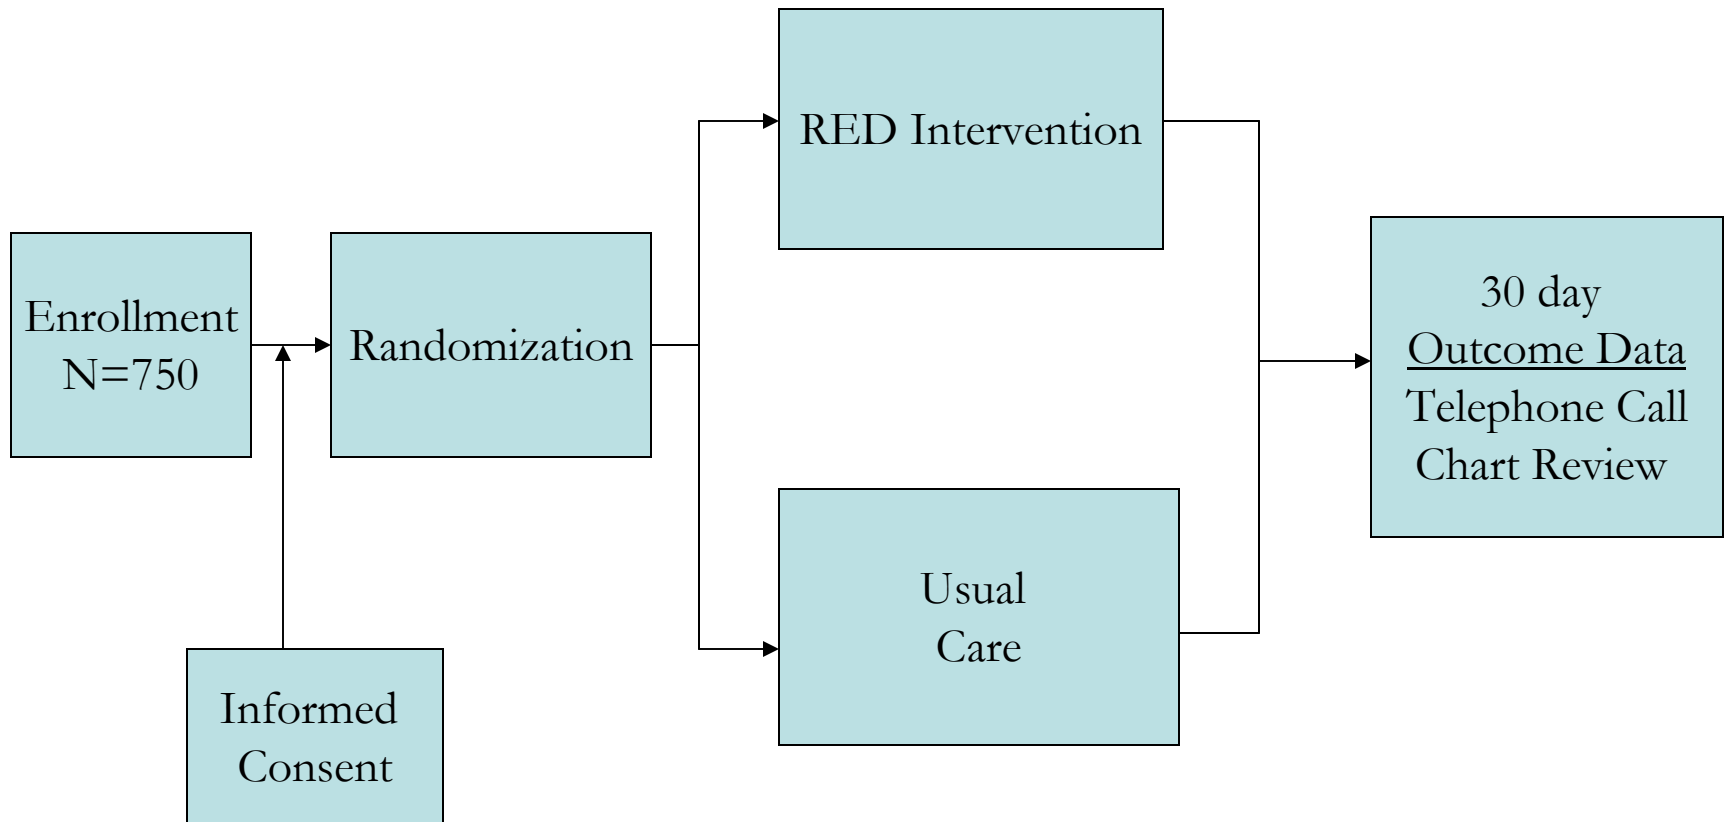 Enrollment
N=750
Informed
Consent
Randomization
RED Intervention
Usual
Care
30 day
Outcome Data
Telephone Call
Chart Review